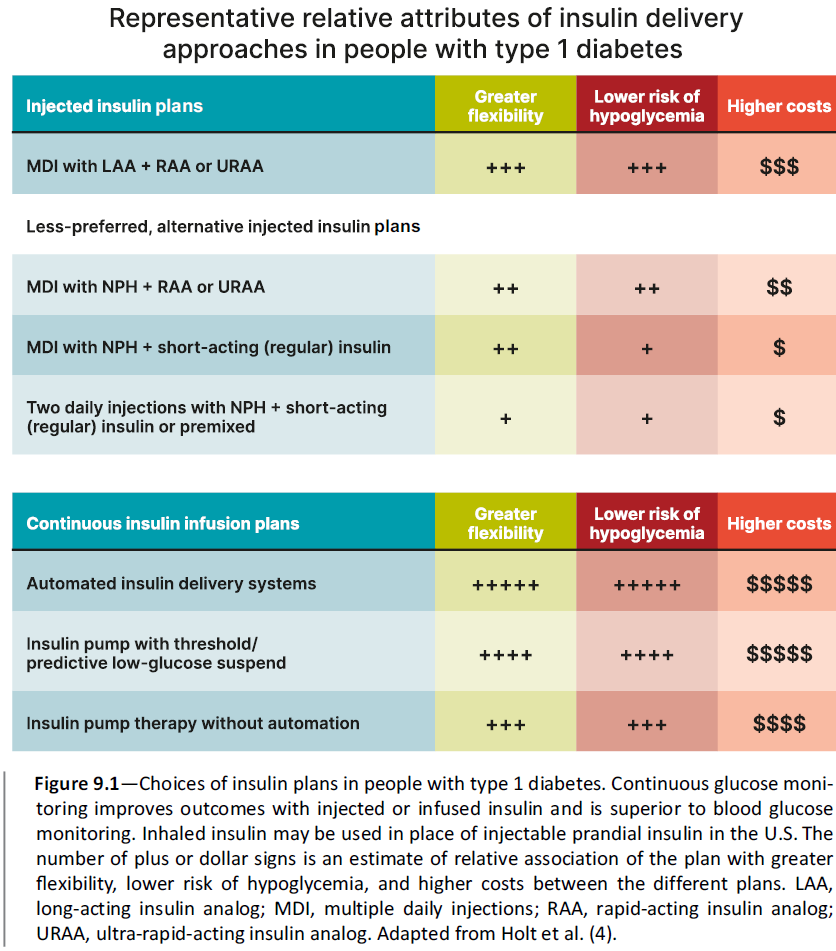 Representative relative attributes of insulin delivery
approaches in people with type 1 diabetes
Injected insulin plans
Greater
flexibility
Lower risk of
hypoglycemia
Higher costs
MDI with LAA + RAA or URAA
+++
+++
$$$
Less-preferred, alternative injected insulin plans
MDI with NPH + RAA or URAA
++
++
$$
MDI with NPH + short-acting (regular) insulin
++
+
$
Two daily injections with NPH + short-acting
(regular) insulin or premixed
+
+
$
Continuous insulin infusion plans
Greater
flexibility
Lower risk of
hypoglycemia
Higher costs
Automated insulin delivery systems
+++++
+++++
$$$$$
Insulin pump with threshold/
predictive low-glucose suspend
++++
++++
$$$$$
Insulin pump therapy without automation
+++
+++
$$$$
Figure 9.1—Choices of insulin plans in people with type 1 diabetes. Continuous glucose moni-
toring improves outcomes with injected or infused insulin and is superior to blood glucose
monitoring. Inhaled insulin may be used in place of injectable prandial insulin in the U.S. The
number of plus or dollar signs is an estimate of relative association of the plan with greater
flexibility, lower risk of hypoglycemia, and higher costs between the different plans. LAA,
long-acting insulin analog; MDI, multiple daily injections; RAA, rapid-acting insulin analog;
URAA, ultra-rapid-acting insulin analog. Adapted from Holt et al. (4).